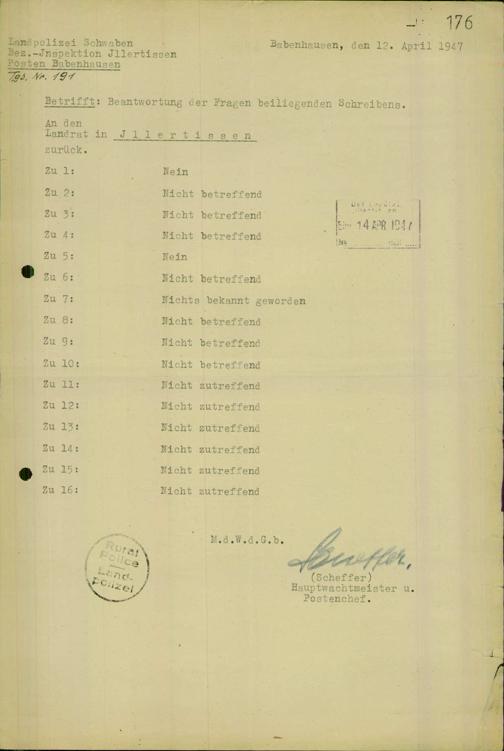 176
Landpolizei Schwaben
Bez.-Jnspektion Jllertissen
Posten Babenhausen
Tgb. Nr. 191
Babenhausen, den 12. April 1947
Betrifft: Beantwortung der Fragen beiliegenden Schreibens.
An den
Landrat in Jllertissen
zurück.
Zu 1: Nein
Zu 2: Nicht betreffend
Zu 3: Nicht betreffend
Zu 4: Nicht betreffend
Zu 5: Nein
Zu 6: Nicht betreffend
Zu 7: Nichts bekannt geworden
Zu 8: Nicht betreffend
Zu 9: Nicht betreffend
Zu 10: Nicht betreffend
Zu 11: Nicht zutreffend
Zu 12: Nicht zutreffend
Zu 13: Nicht zutreffend
Zu 14: Nicht zutreffend
Zu 15: Nicht zutreffend
Zu 16: Nicht zutreffend
14 APR 1947
M.d.W.d.G.b.
Scheffer.
(Scheffer)
Hauptwachtmeister u.
Postenchef.
Rural
Police
Land-
polizei